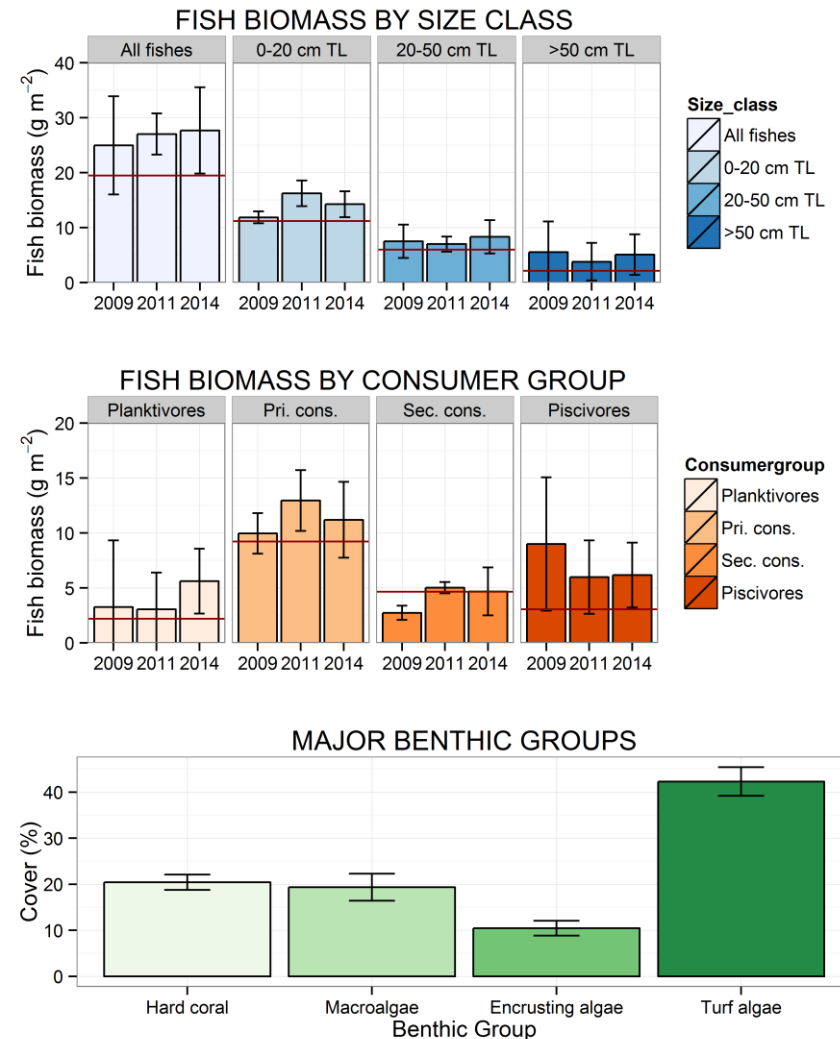 FISH BIOMASS BY SIZE CLASS
All fishes 0-20 cm TL 20-50 cm TL >50 cm TL
Fish biomass (g m⁻²)
40
30
20
10
0
2009 2011 2014 2009 2011 2014 2009 2011 2014 2009 2011 2014
Size_class
All fishes
0-20 cm TL
20-50 cm TL
>50 cm TL
FISH BIOMASS BY CONSUMER GROUP
Planktivores Pri. cons. Sec. cons. Piscivores
Fish biomass (g m⁻²)
20
15
10
5
0
2009 2011 2014 2009 2011 2014 2009 2011 2014 2009 2011 2014
Consumergroup
Planktivores
Pri. cons.
Sec. cons.
Piscivores
MAJOR BENTHIC GROUPS
Cover (%)
40
30
20
10
0
Hard coral Macroalgae Encrusting algae Turf algae
Benthic Group